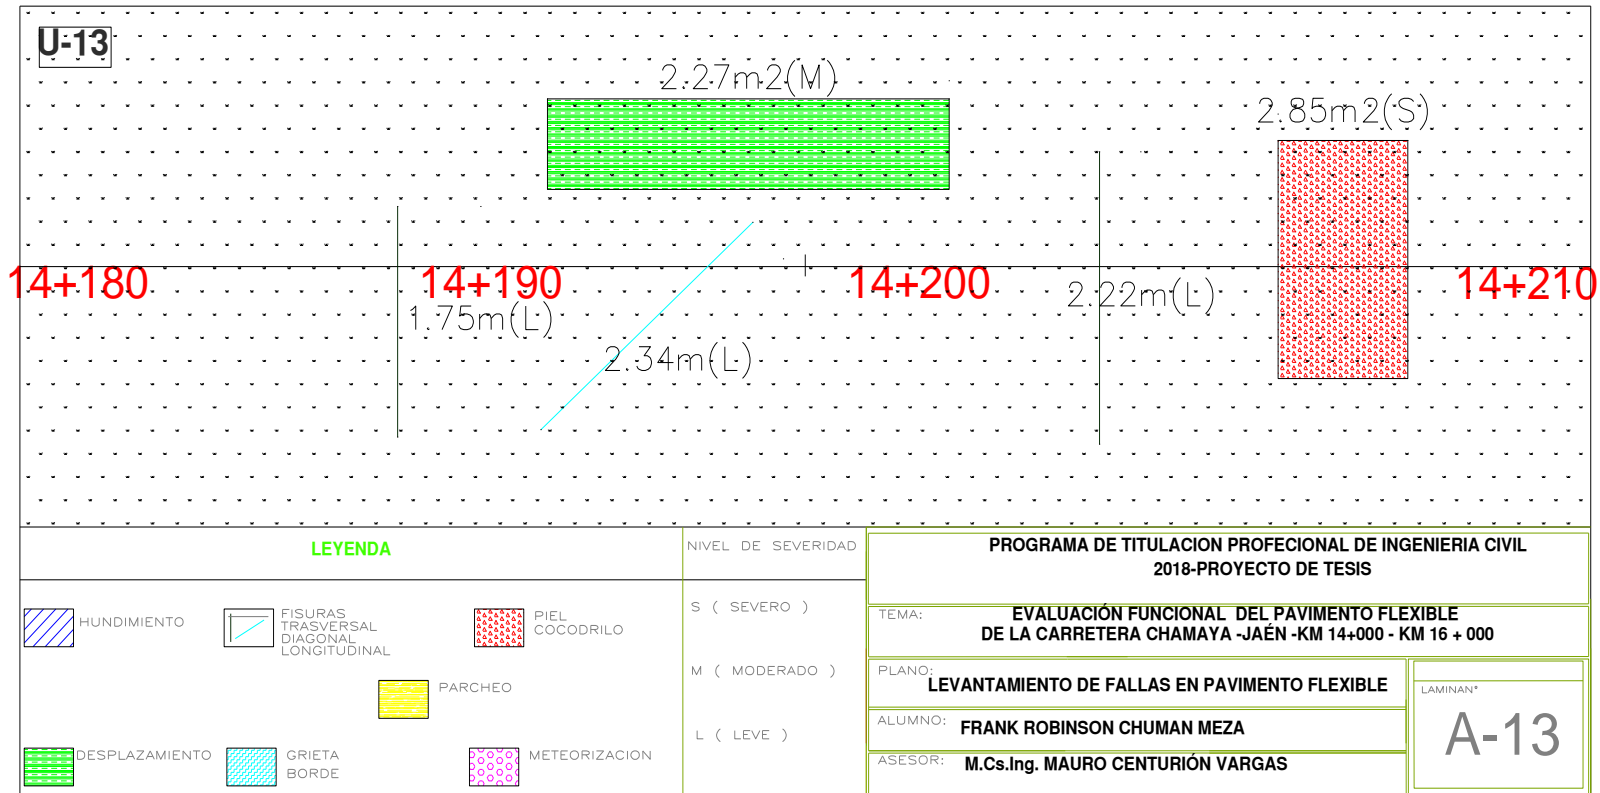 U-13
2.27m2(M)
2.85m2(S)
14+180
14+190
14+200
14+210
1.75m(L)
2.34m(L)
2.22m(L)
LEYENDA
HUNDIMIENTO
FISURAS
TRASVERSAL
DIAGONAL
LONGITUDINAL
PIEL
COCODRILO
PARCHEO
DESPLAZAMIENTO
GRIETA
BORDE
METEORIZACION
NIVEL DE SEVERIDAD
S ( SEVERO )
M ( MODERADO )
L ( LEVE )
PROGRAMA DE TITULACION PROFECIONAL DE INGENIERIA CIVIL
2018-PROYECTO DE TESIS
TEMA: EVALUACIÓN FUNCIONAL DEL PAVIMENTO FLEXIBLE
DE LA CARRETERA CHAMAYA -JAÉN -KM 14+000 - KM 16 + 000
PLANO: LEVANTAMIENTO DE FALLAS EN PAVIMENTO FLEXIBLE
ALUMNO: FRANK ROBINSON CHUMAN MEZA
ASESOR: M.Cs.Ing. MAURO CENTURIÓN VARGAS
LAMINAN°
A-13